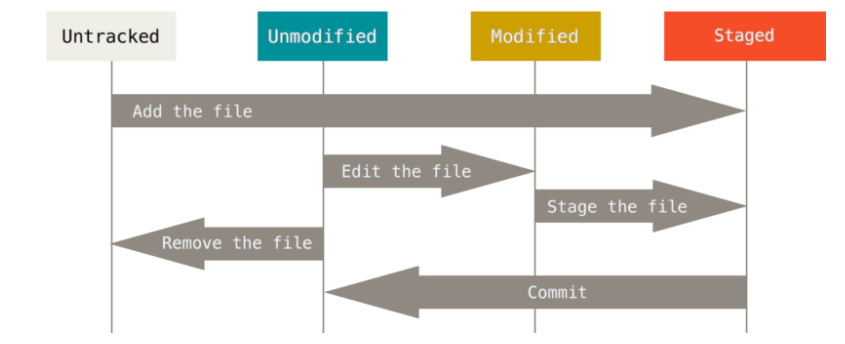 Untracked
Unmodified
Modified
Staged
Add the file
Edit the file
Stage the file
Remove the file
Commit